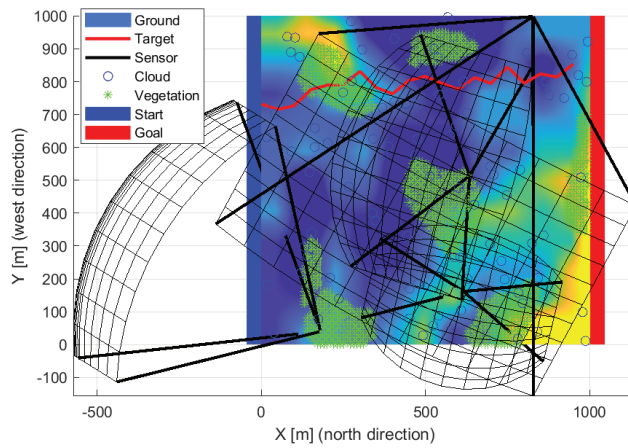 Ground
Target
Sensor
Cloud
Vegetation
Start
Goal
1000
900
800
700
600
500
400
300
200
100
0
-100
Y [m] (west direction)
-500 0 500 1000
X [m] (north direction)